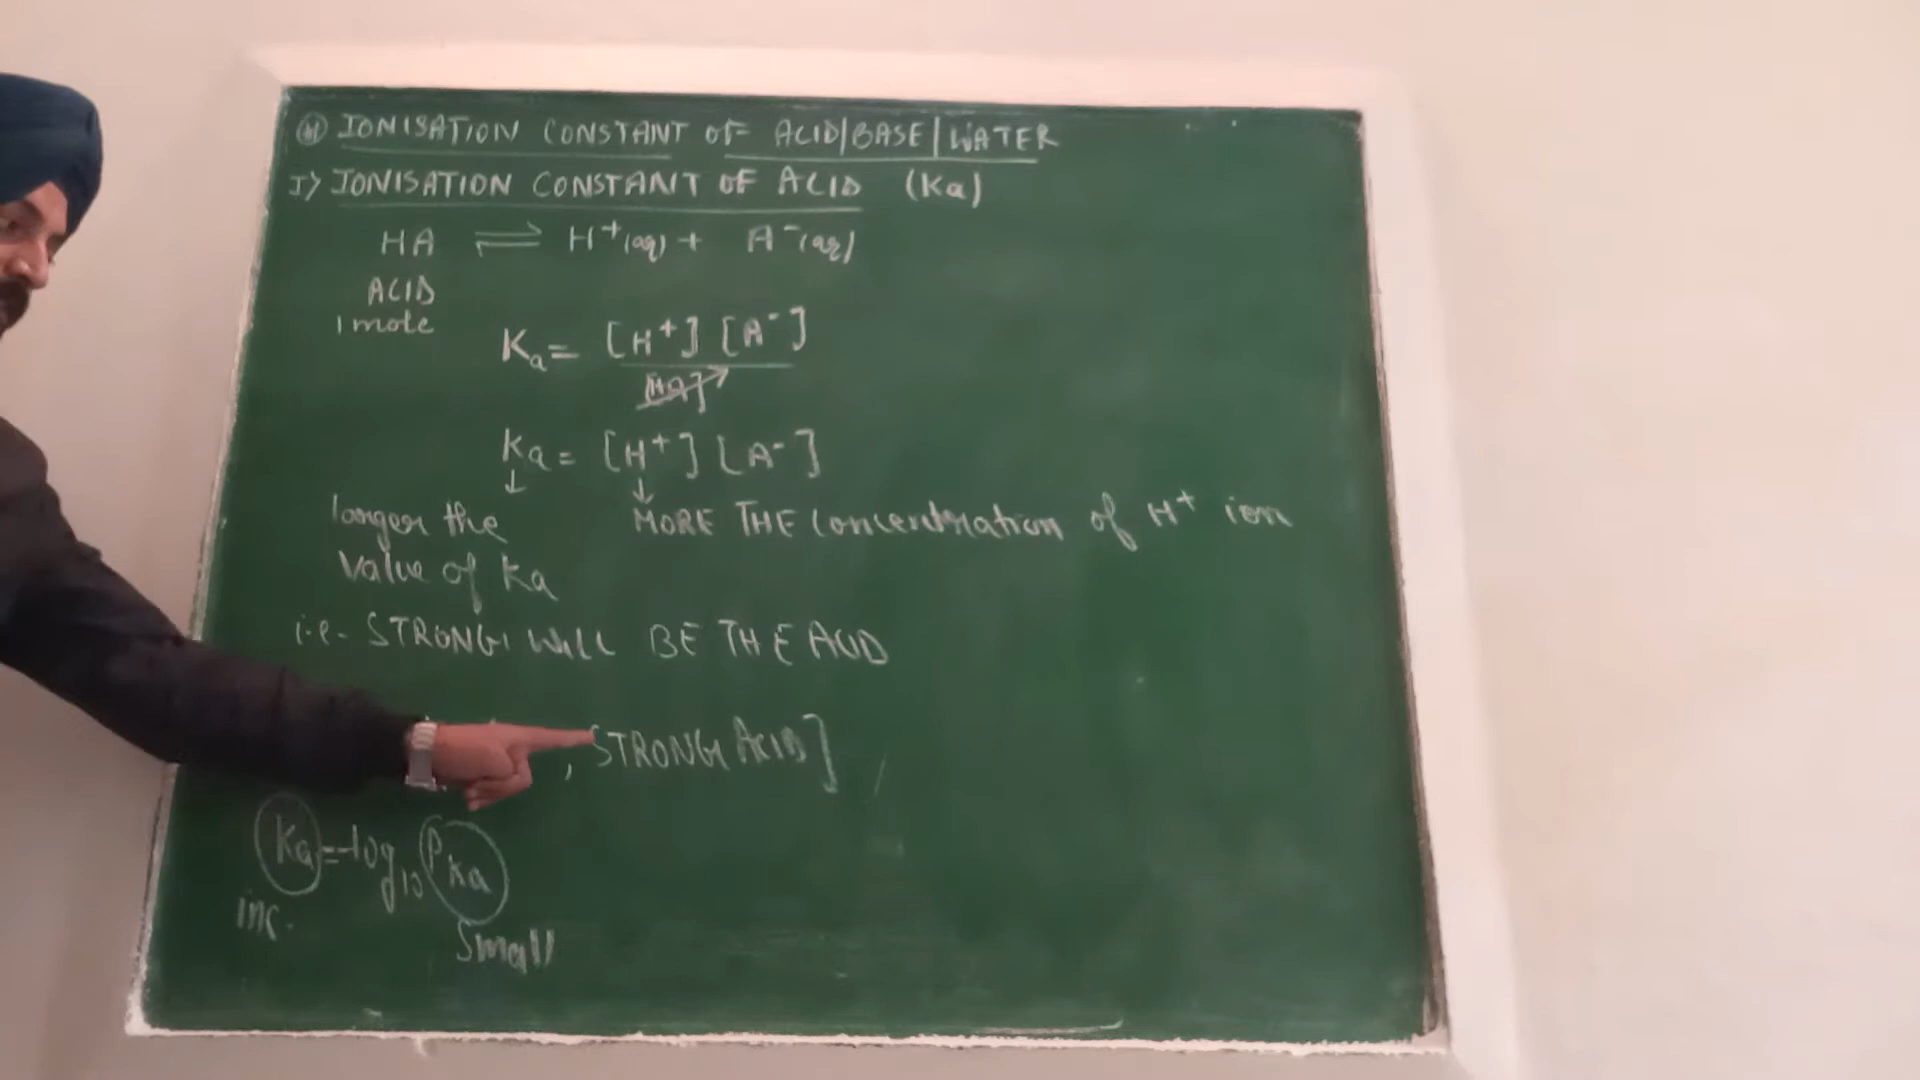 IONISATION CONSTANT OF ACID/BASE/WATER
I) IONISATION CONSTANT OF ACID (Ka)
HA ⇌ H⁺(aq) + A⁻(aq)
ACID
1 mole
Ka = [H⁺] [A⁻]
[HA]
Ka = [H⁺] [A⁻]
↓ ↓
larger the MORE THE Concentration of H⁺ ion
value of Ka
i.e. STRONG WILL BE THE ACID
, STRONG ACID]
Ka = -log₁₀ PKa
inc.
Small